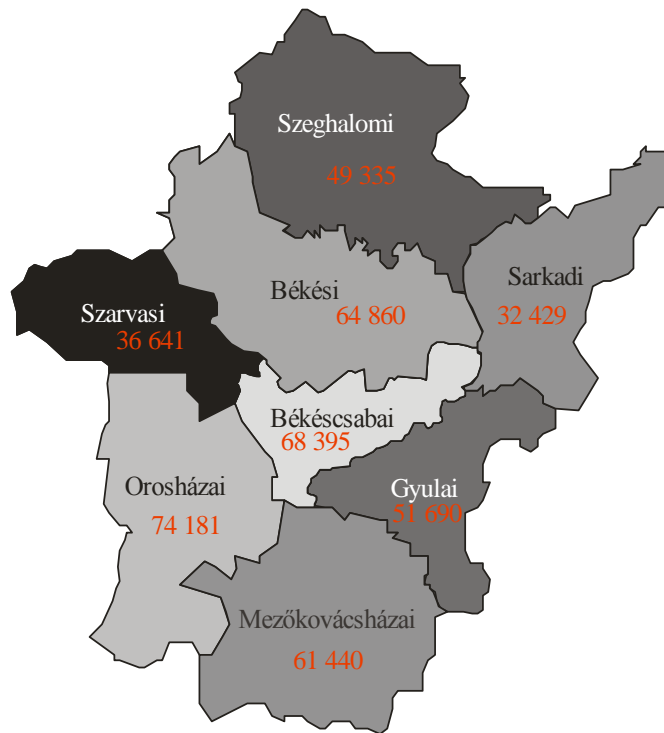 Szeghalomi
49 335
Sarkadi
32 429
Békési
64 860
Szarvasi
36 641
Békéscsabai
68 395
Orosházai
74 181
Gyulai
51 690
Mezőkovácsházai
61 440